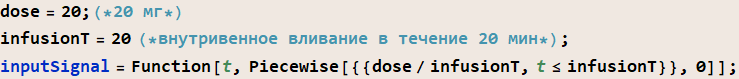 dose = 20; (*20 мг*)
infusionT = 20 (*внутривенное вливание в течение 20 мин*);
inputSignal = Function[t, Piecewise[{{dose / infusionT, t ≤ infusionT}}, 0]];